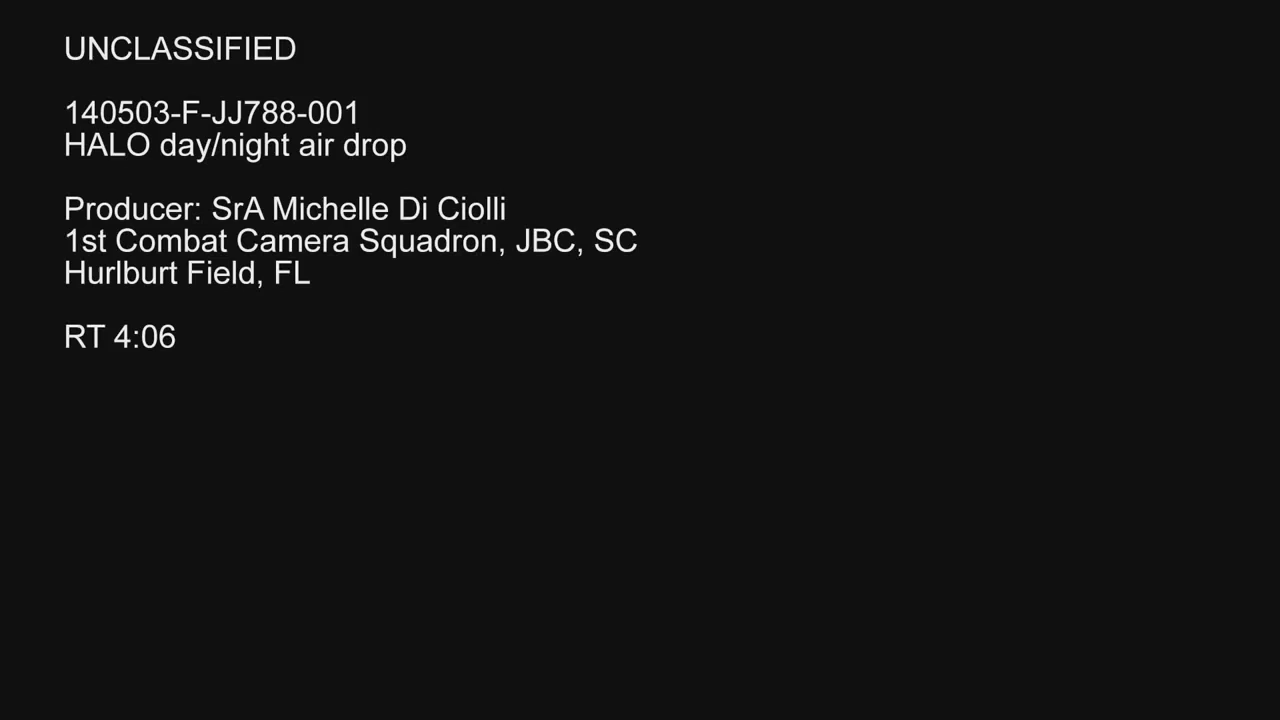 UNCLASSIFIED
140503-F-JJ788-001
HALO day/night air drop
Producer: SrA Michelle Di Ciolli
1st Combat Camera Squadron, JBC, SC
Hurlburt Field, FL
RT 4:06